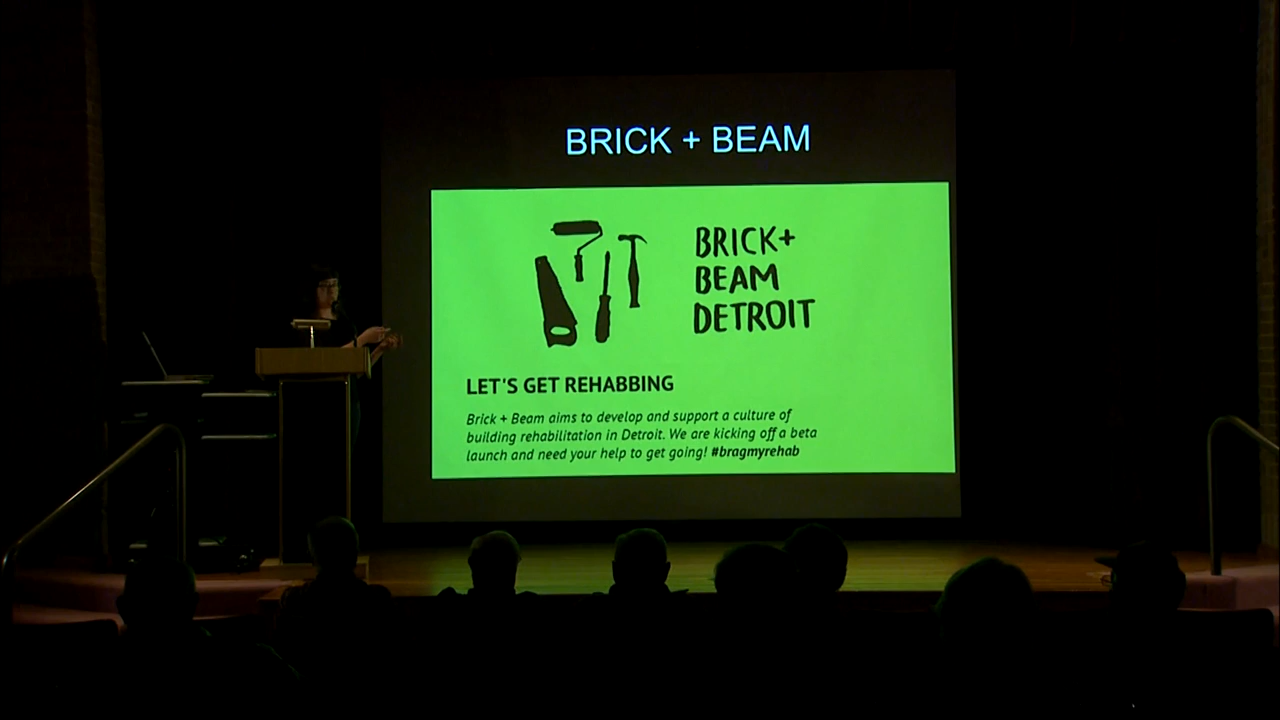 BRICK + BEAM
BRICK+
BEAM
DETROIT
LET'S GET REHABBING
Brick + Beam aims to develop and support a culture of
building rehabilitation in Detroit. We are kicking off a beta
launch and need your help to get going! #bragmyrehab